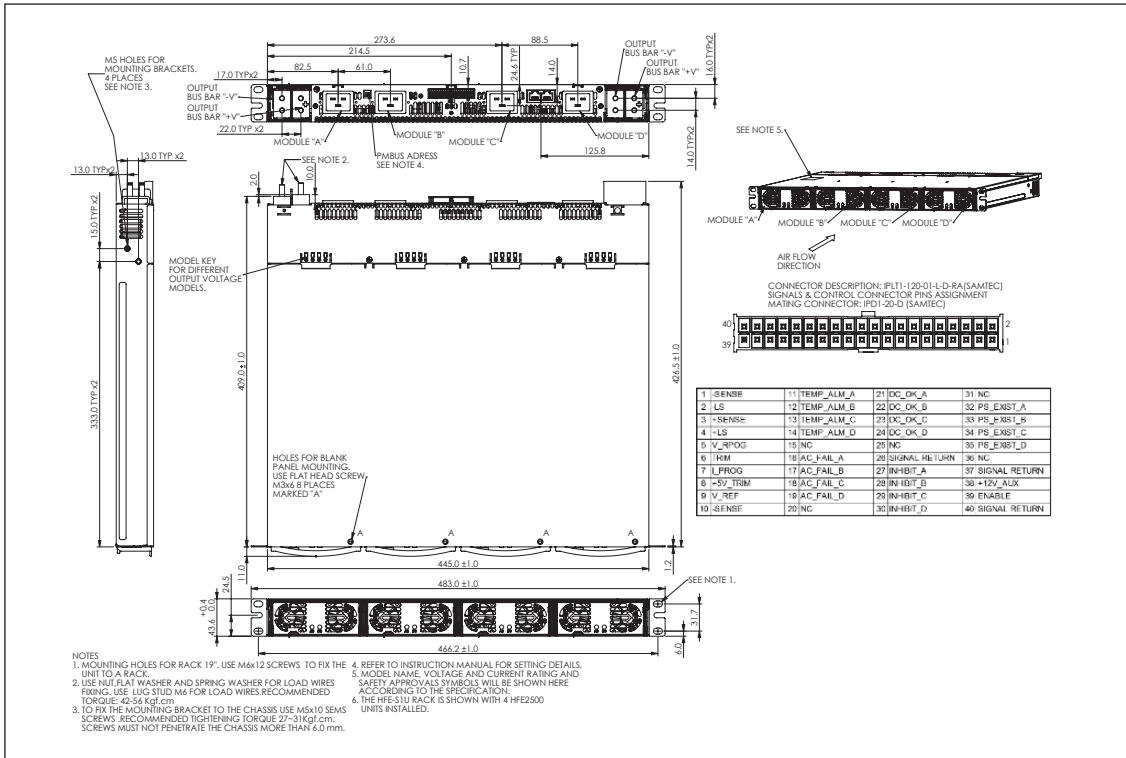 273.6
88.5
214.5
82.5
61.0
10.7
24.6 TYP
14.0
OUTPUT
BUS BAR "-V"
OUTPUT
BUS BAR "+V"
16.0 TYPx2
M5 HOLES FOR
MOUNTING BRACKETS.
4 PLACES
SEE NOTE 3.
17.0 TYPx2
OUTPUT
BUS BAR "-V"
OUTPUT
BUS BAR "+V"
22.0 TYP x2
MODULE "A"
MODULE "B"
MODULE "C"
MODULE "D"
PMBUS ADRESS
SEE NOTE 4.
125.8
14.0 TYPx2
SEE NOTE 5.
13.0 TYP x2
13.0 TYPx2
15.0 TYP x2
333.0 TYP x2
SEE NOTE 2.
2.0
10.0
MODEL KEY
FOR DIFFERENT
OUTPUT VOLTAGE
MODELS.
409.0 ±1.0
426.5 ±1.0
MODULE "A"
MODULE "B"
MODULE "C"
MODULE "D"
AIR FLOW
DIRECTION
CONNECTOR DESCRIPTION: IPLT1-120-01-L-D-RA(SAMTEC)
SIGNALS & CONTROL CONNECTOR PINS ASSIGNMENT
MATING CONNECTOR: IPD1-20-D (SAMTEC)
40 2
39 1
1 -SENSE 11 TEMP_ALM_A 21 DC_OK_A 31 NC
2 -LS 12 TEMP_ALM_B 22 DC_OK_B 32 PS_EXIST_A
3 +SENSE 13 TEMP_ALM_C 23 DC_OK_C 33 PS_EXIST_B
4 +LS 14 TEMP_ALM_D 24 DC_OK_D 34 PS_EXIST_C
5 V_RPOG 15 NC 25 NC 35 PS_EXIST_D
6 TRIM 16 AC_FAIL_A 26 SIGNAL RETURN 36 NC
7 I_PROG 17 AC_FAIL_B 27 INHIBIT_A 37 SIGNAL RETURN
8 +5V_TRIM 18 AC_FAIL_C 28 INHIBIT_B 38 +12V_AUX
9 V_REF 19 AC_FAIL_D 29 INHIBIT_C 39 ENABLE
10 -SENSE 20 NC 30 INHIBIT_D 40 SIGNAL RETURN
HOLES FOR BLANK
PANEL MOUNTING.
USE FLAT HEAD SCREW
M3x6 8 PLACES
MARKED "A"
A A A A
11.0
1.2
445.0 ±1.0
483.0 ±1.0
SEE NOTE 1.
24.5
43.6 +0.4 0.0
31.7
6.0
466.2 ±1.0
NOTES
1. MOUNTING HOLES FOR RACK 19". USE M6x12 SCREWS TO FIX THE
UNIT TO A RACK.
2. USE NUT,FLAT WASHER AND SPRING WASHER FOR LOAD WIRES
FIXING. USE LUG STUD M6 FOR LOAD WIRES.RECOMMENDED
TORQUE: 42-56 Kgf.cm
3. TO FIX THE MOUNTING BRACKET TO THE CHASSIS USE M5x10 SEMS
SCREWS .RECOMMENDED TIGHTENING TORQUE 27~31Kgf.cm.
SCREWS MUST NOT PENETRATE THE CHASSIS MORE THAN 6.0 mm.
4. REFER TO INSTRUCTION MANUAL FOR SETTING DETAILS.
5. MODEL NAME, VOLTAGE AND CURRENT RATING AND
SAFETY APPROVALS SYMBOLS WILL BE SHOWN HERE
ACCORDING TO THE SPECIFICATION.
6. THE HFE-S1U RACK IS SHOWN WITH 4 HFE2500
UNITS INSTALLED.